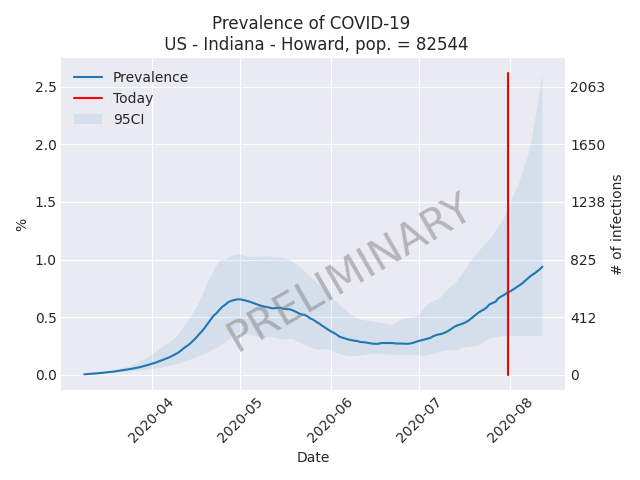 Prevalence of COVID-19
US - Indiana - Howard, pop. = 82544
Prevalence
Today
95CI
2.5
2.0
1.5
1.0
0.5
0.0
%
2063
1650
1238
825
412
0
# of infections
PRELIMINARY
2020-04
2020-05
2020-06
2020-07
2020-08
Date